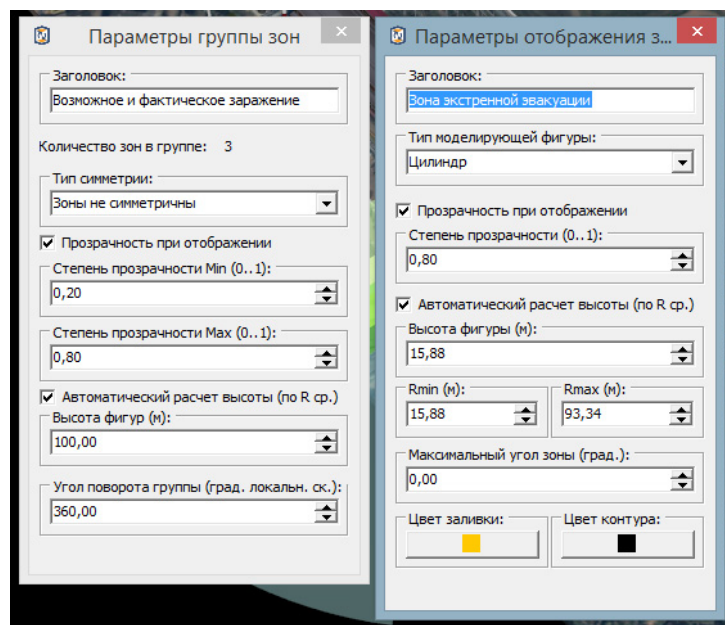 Параметры группы зон
Заголовок:
Возможное и фактическое заражение
Количество зон в группе: 3
Тип симметрии:
Зоны не симметричны
Прозрачность при отображении
Степень прозрачности Min (0..1):
0,20
Степень прозрачности Max (0..1):
0,80
Автоматический расчет высоты (по R ср.)
Высота фигур (м):
100,00
Угол поворота группы (град. локальн. ск.):
360,00
Параметры отображения з...
Заголовок:
Зона экстренной эвакуации
Тип моделирующей фигуры:
Цилиндр
Прозрачность при отображении
Степень прозрачности (0..1):
0,80
Автоматический расчет высоты (по R ср.)
Высота фигуры (м):
15,88
Rmin (м): Rmax (м):
15,88 93,34
Максимальный угол зоны (град.):
0,00
Цвет заливки: Цвет контура: